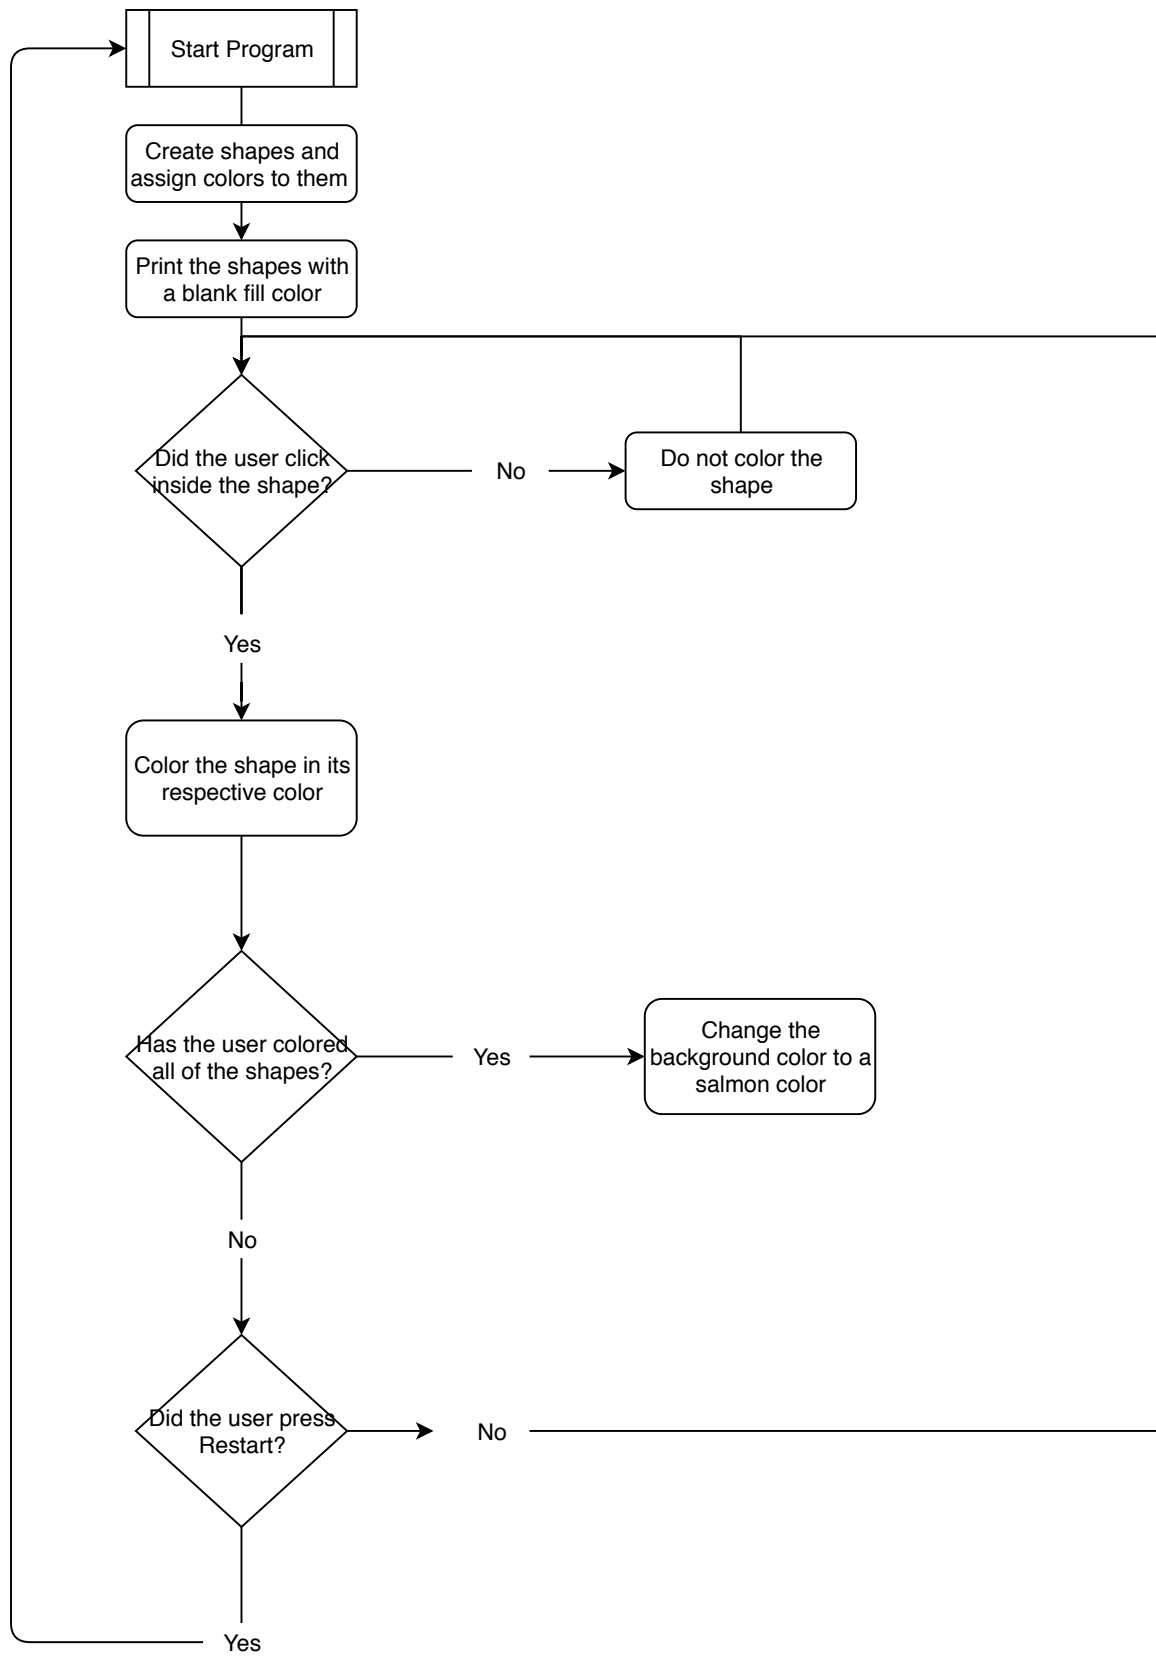 Start Program
Create shapes and
assign colors to them
Print the shapes with
a blank fill color
Did the user click
inside the shape?
No
Do not color the
shape
Yes
Color the shape in its
respective color
Has the user colored
all of the shapes?
Yes
Change the
background color to a
salmon color
No
Did the user press
Restart?
No
Yes